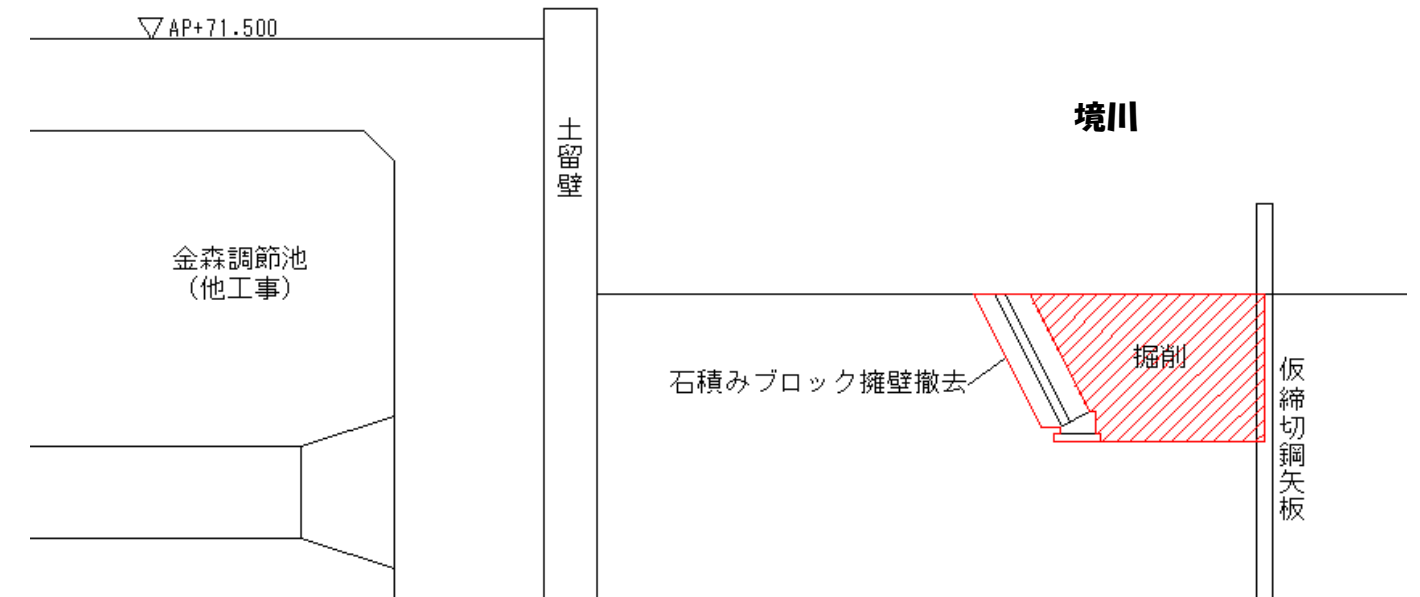 ▽AP+71.500
境川
土留壁
金森調節池
(他工事)
掘削
石積みブロック擁壁撤去
仮締切鋼矢板